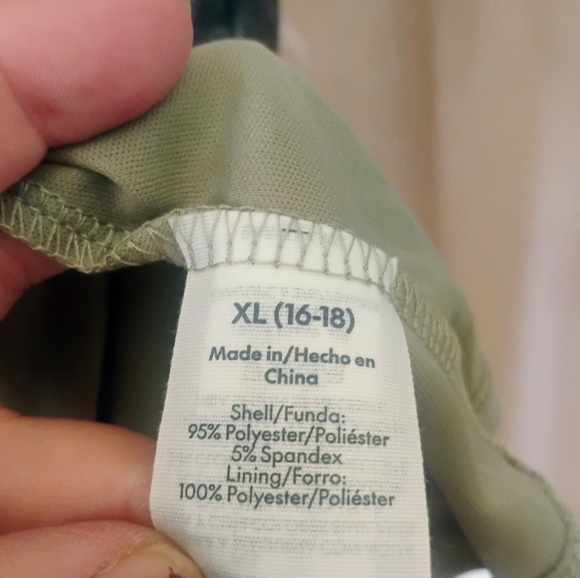 XL (16-18)
Made in/Hecho en
China
Shell/Funda:
95% Polyester/Poliéster
5% Spandex
Lining/Forro:
100% Polyester/Poliéster